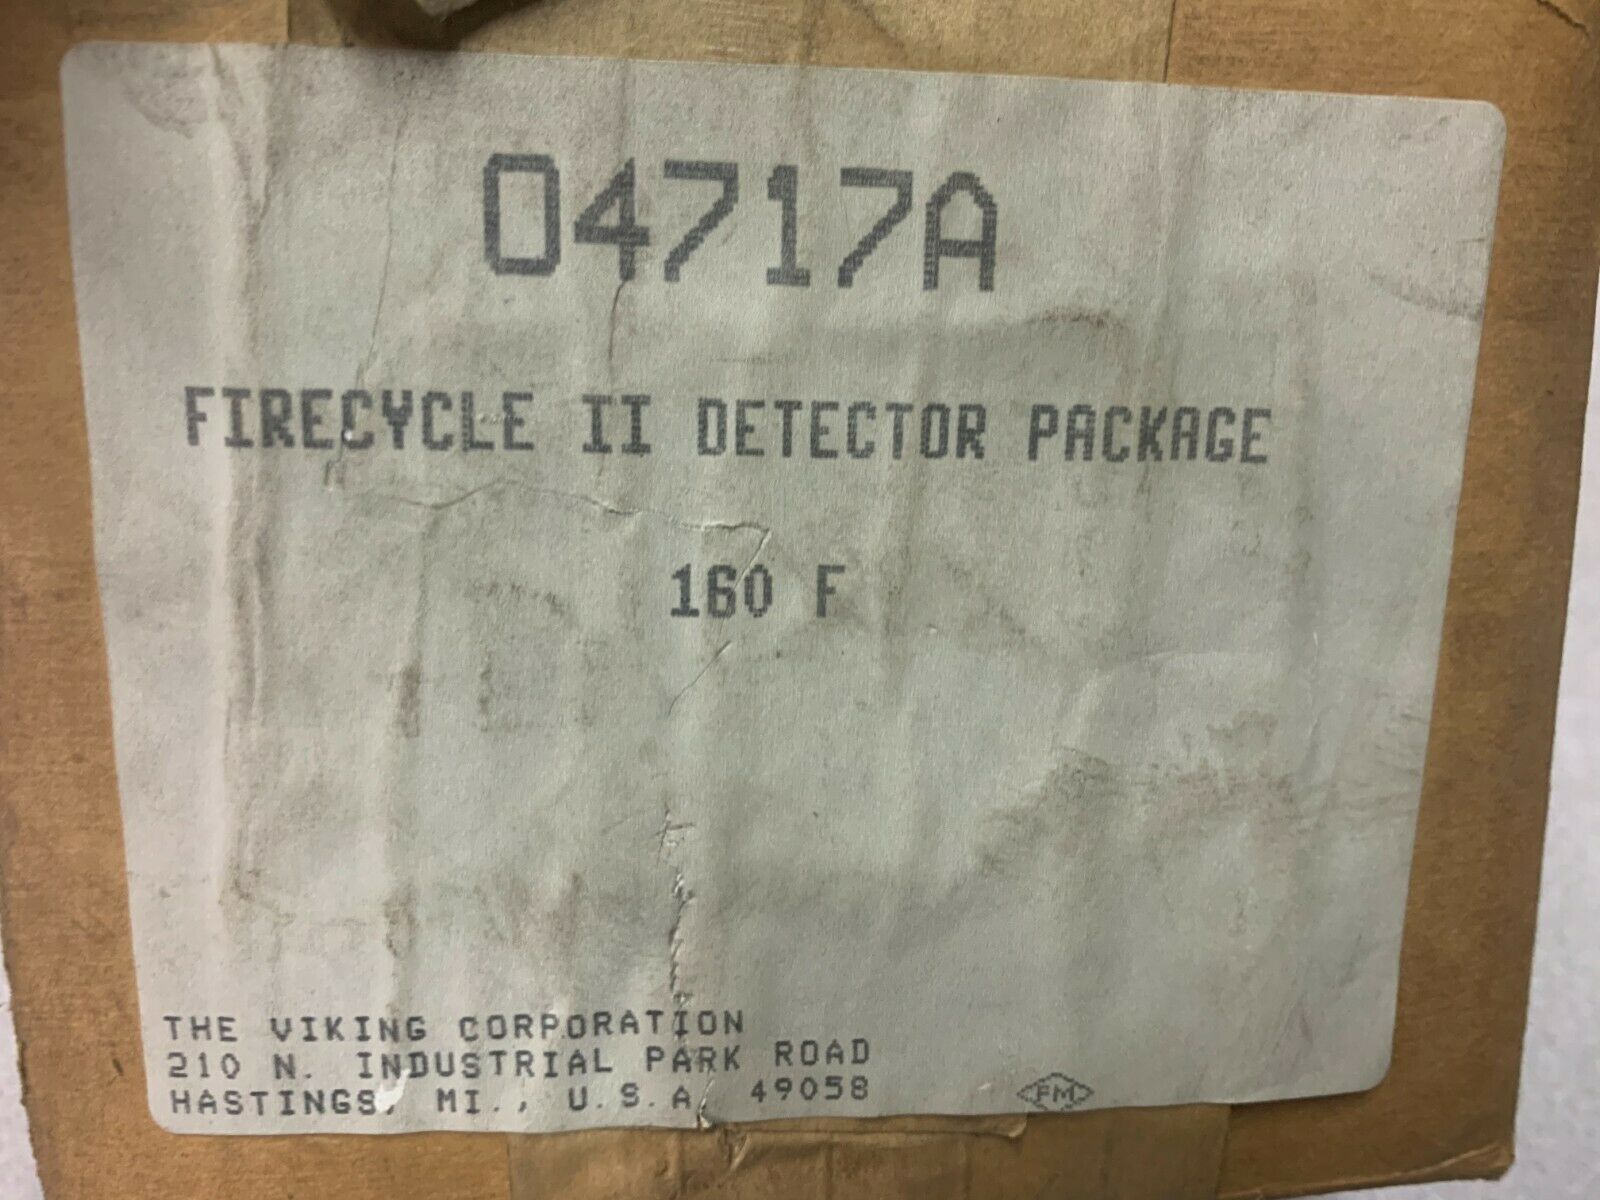 04717A
FIRECYCLE II DETECTOR PACKAGE
160 F
THE VIKING CORPORATION
210 N. INDUSTRIAL PARK ROAD
HASTINGS, MI., U.S.A. 49058
FM